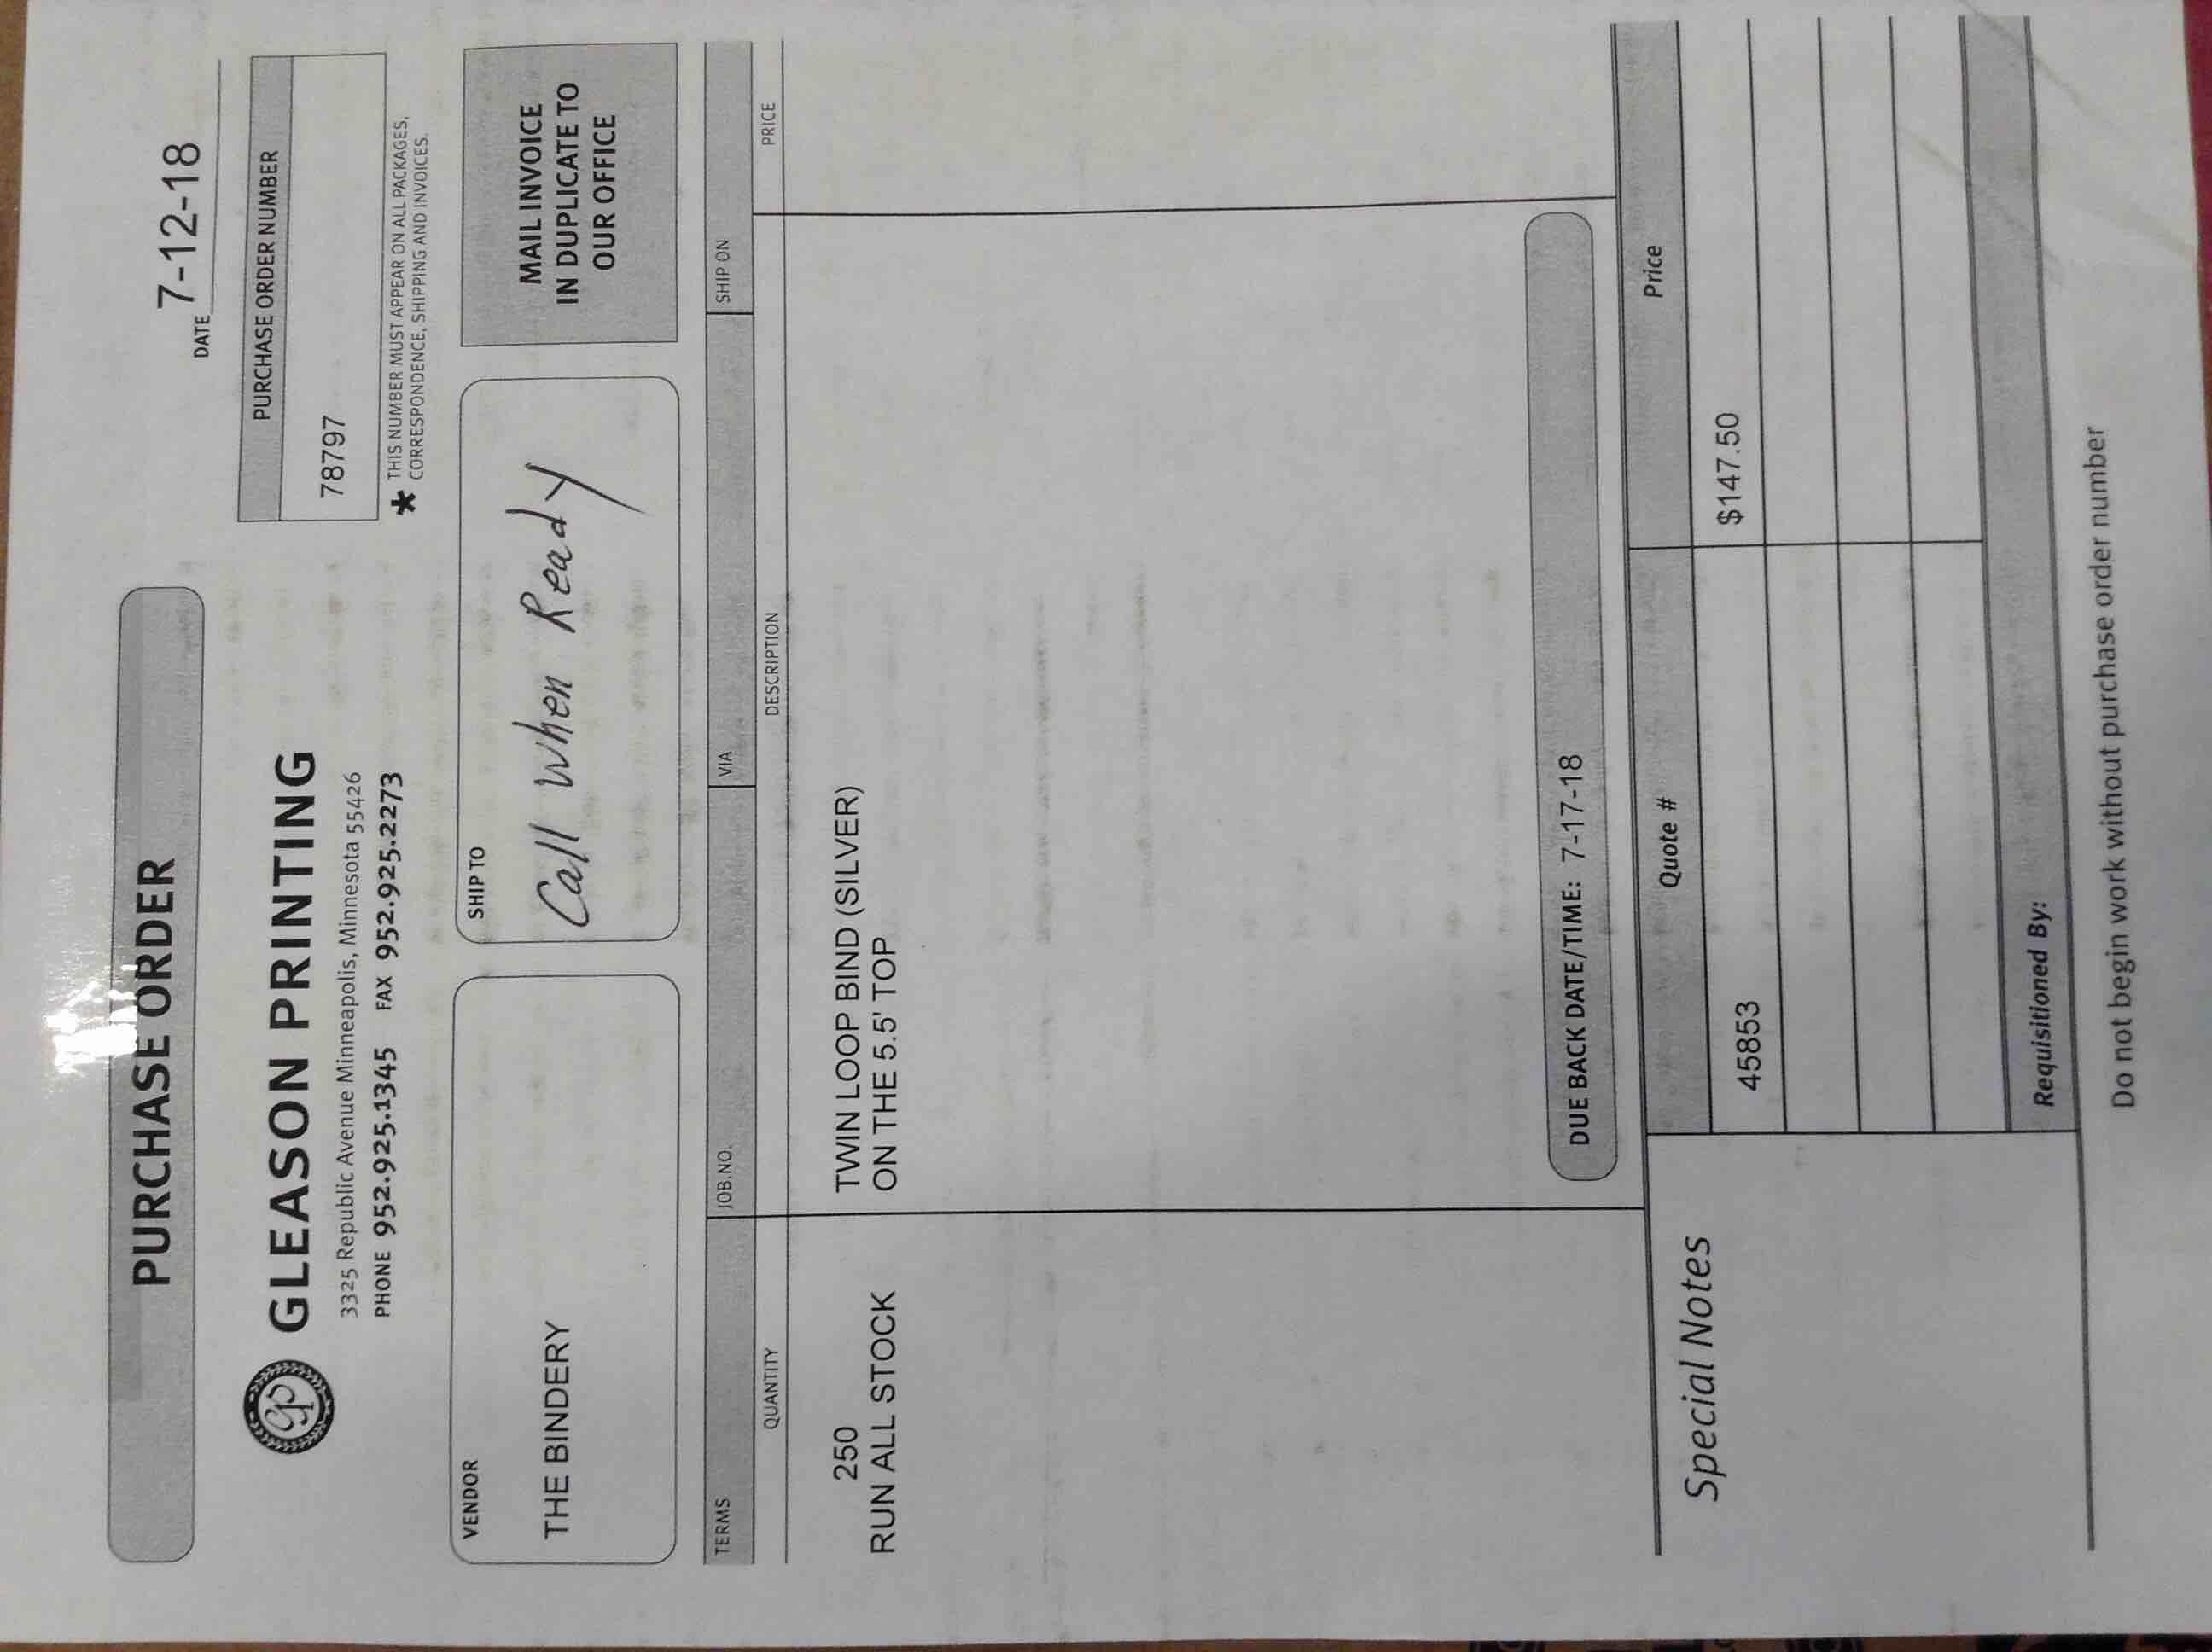 PURCHASE ORDER
DATE 7-12-18
GP GLEASON PRINTING
3325 Republic Avenue Minneapolis, Minnesota 55426
PHONE 952.925.1345 FAX 952.925.2273
PURCHASE ORDER NUMBER
78797
* THIS NUMBER MUST APPEAR ON ALL PACKAGES,
CORRESPONDENCE, SHIPPING AND INVOICES.
VENDOR
THE BINDERY
SHIP TO
Call when Ready
MAIL INVOICE
IN DUPLICATE TO
OUR OFFICE
TERMS JOB.NO. VIA SHIP ON
QUANTITY DESCRIPTION PRICE
250 TWIN LOOP BIND (SILVER)
RUN ALL STOCK ON THE 5.5' TOP
DUE BACK DATE/TIME: 7-17-18
Special Notes
Quote # Price
45853 $147.50
Requisitioned By:
Do not begin work without purchase order number